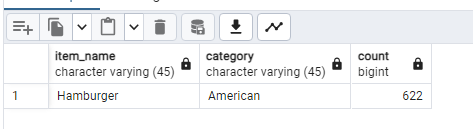 item_name category count
character varying (45) character varying (45) bigint
1 Hamburger American 622